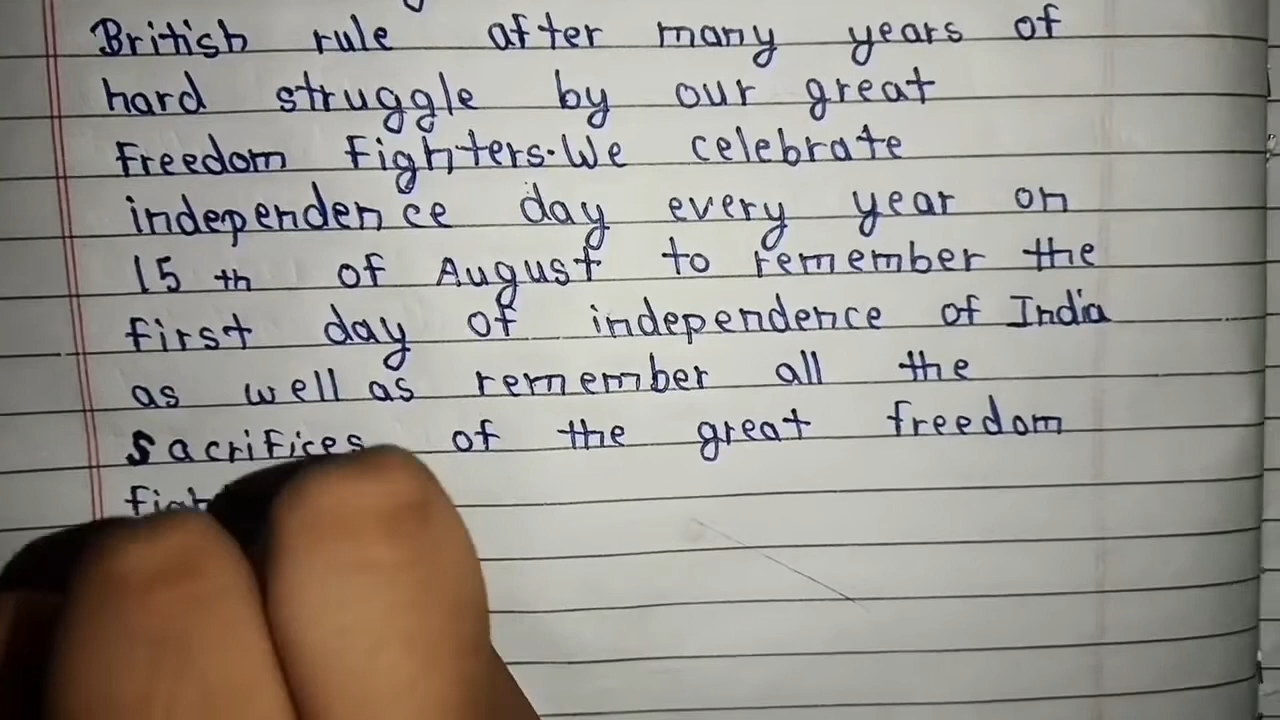 British rule after many years of
hard struggle by our great
Freedom Fighters. We celebrate
independence day every year on
15 th of August to remember the
first day of independence of India
as well as remember all the
sacrifices of the great freedom